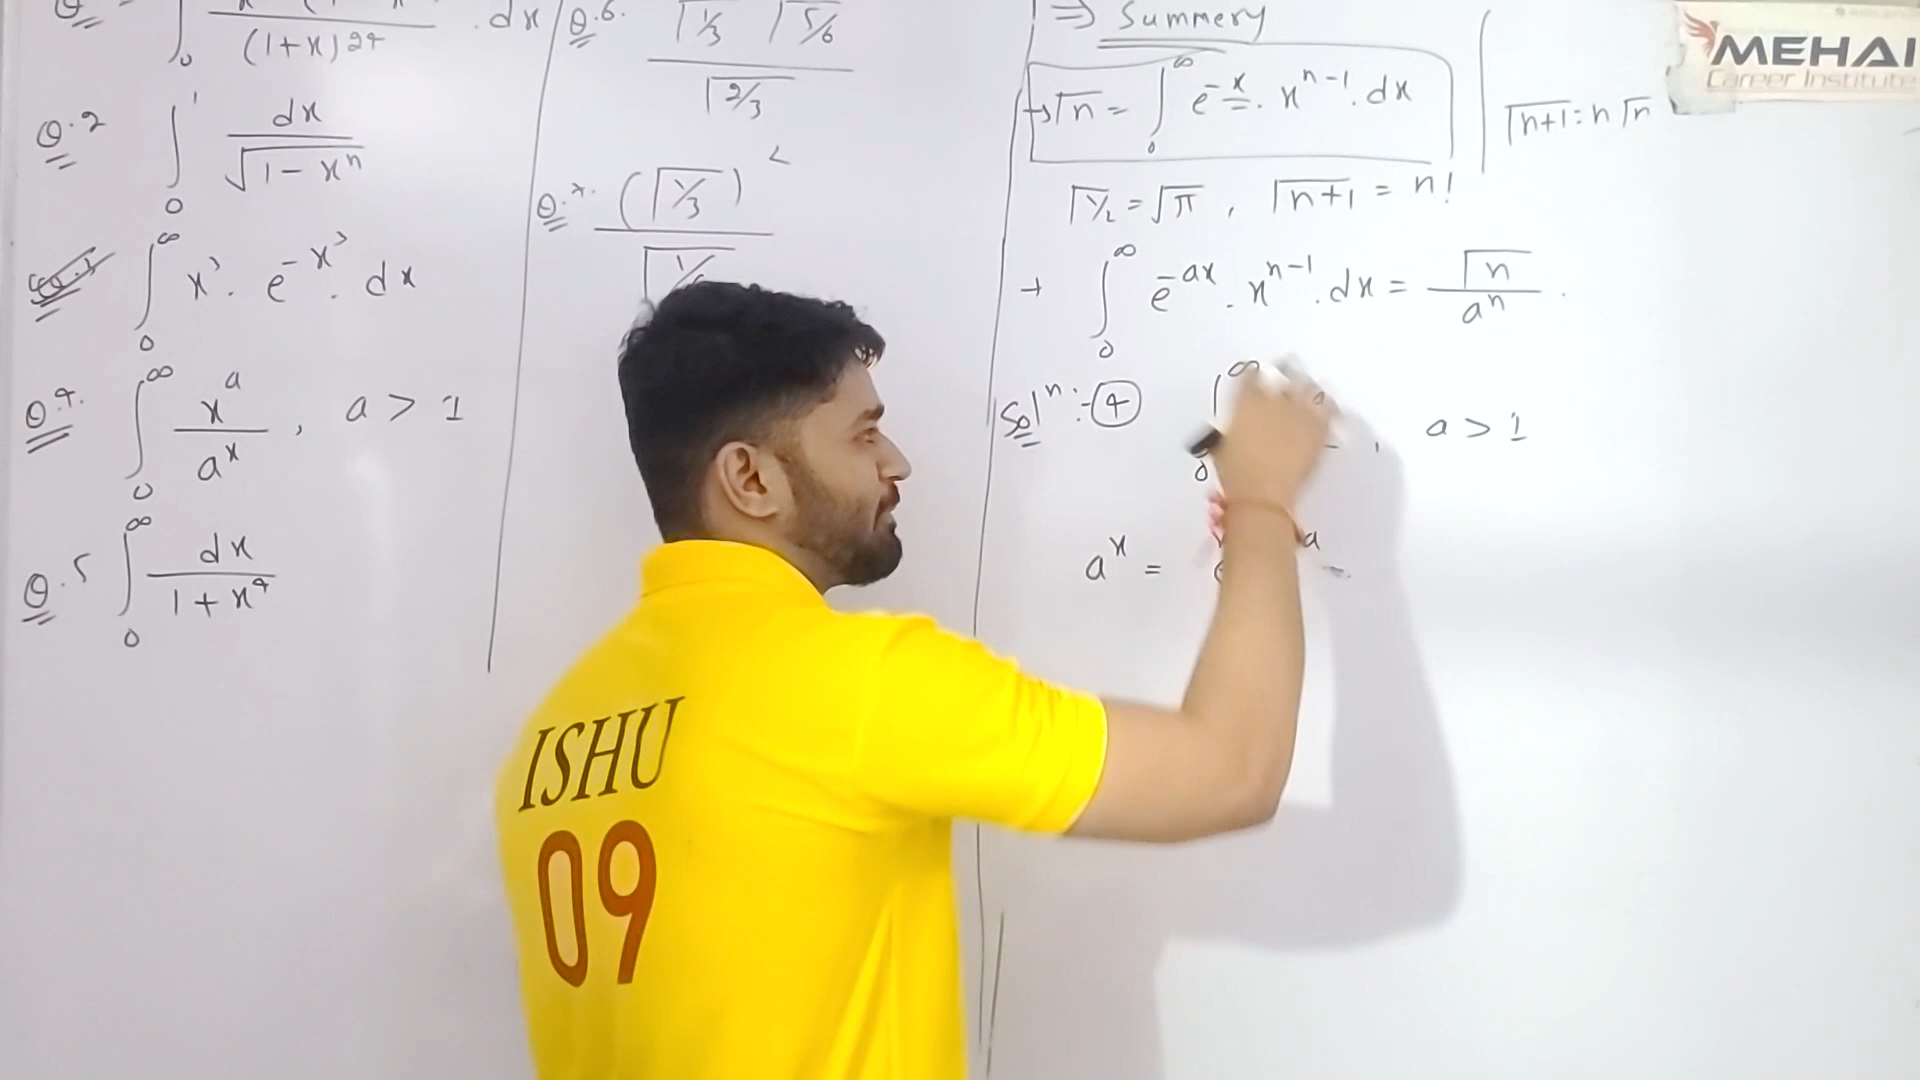 (1+x)24 . dx
Q.2 ∫₀¹ dx / √(1-xⁿ)
∫₀^∞ x³ . e^-x³ . dx
Q.4. ∫₀^∞ x^a / a^x , a > 1
Q.5 ∫₀^∞ dx / 1+x⁴
Q.6. Γ1/3 Γ5/6 / Γ2/3
(Γ1/3)² /
⇒ Summery
→ Γn = ∫₀^∞ e^-x . x^n-1 . dx
Γn+1 = n Γn
Γ1/2 = √π , Γn+1 = n!
→ ∫₀^∞ e^-ax . x^n-1 . dx = Γn / aⁿ .
Solⁿ :- ④ ∫₀^∞ , a > 1
a^x =
MEHAI
Career Institute
ISHU
09